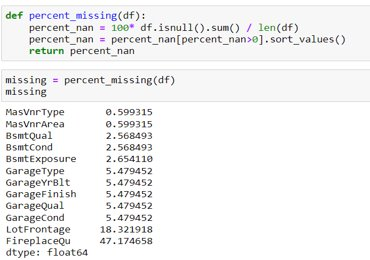 def percent_missing(df):
    percent_nan = 100* df.isnull().sum() / len(df)
    percent_nan = percent_nan[percent_nan>0].sort_values()
    return percent_nan
missing = percent_missing(df)
missing
MasVnrType 0.599315
MasVnrArea 0.599315
BsmtQual 2.568493
BsmtCond 2.568493
BsmtExposure 2.654110
GarageType 5.479452
GarageYrBlt 5.479452
GarageFinish 5.479452
GarageQual 5.479452
GarageCond 5.479452
LotFrontage 18.321918
FireplaceQu 47.174658
dtype: float64